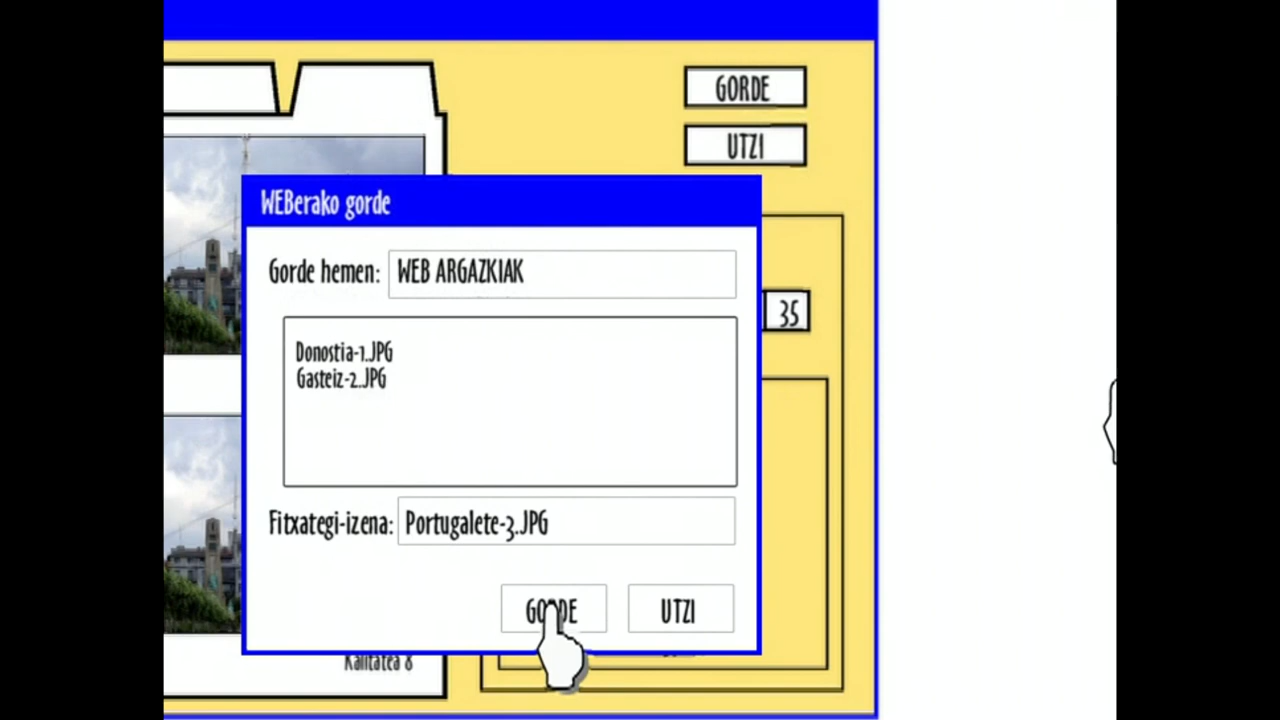 GORDE
UTZI
WEBerako gorde
Gorde hemen: WEB ARGAZKIAK
35
Donostia-1.JPG
Gasteiz-2.JPG
Fitxategi-izena: Portugalete-3.JPG
GORDE UTZI
Kalitatea 8